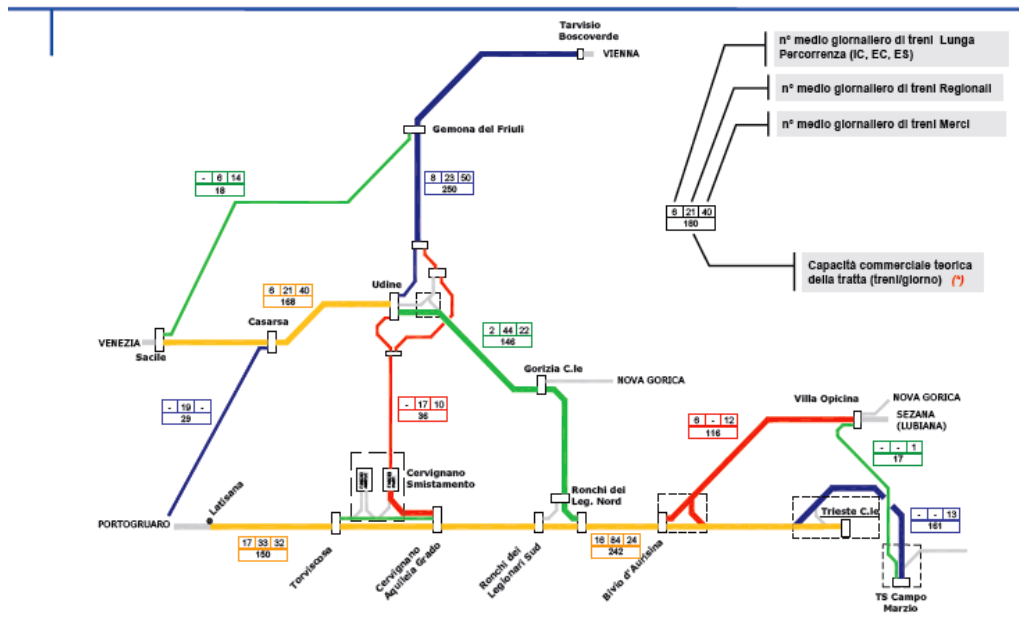 Tarvisio
Boscoverde
VIENNA
n° medio giornaliero di treni Lunga
Percorrenza (IC, EC, ES)
n° medio giornaliero di treni Regionali
n° medio giornaliero di treni Merci
Gemona del Friuli
- 6 14
18
8 23 50
250
6 21 40
180
Capacità commerciale teorica
della tratta (treni/giorno) (*)
Udine
6 21 40
168
Casarsa
VENEZIA
Sacile
2 44 22
146
Gorizia C.le
NOVA GORICA
- 19 -
29
- 17 10
36
6 - 12
116
Villa Opicina
NOVA GORICA
SEZANA
(LUBIANA)
- - 1
17
Cervignano
Smistamento
Ronchi dei
Leg. Nord
Latisana
PORTOGRUARO
Trieste C.le
- - 13
161
17 33 32
150
Torviscosa
Cervignano
Aquileia Grado
Ronchi dei
Legionari Sud
16 84 24
242
Bivio d'Aurisina
TS Campo
Marzio